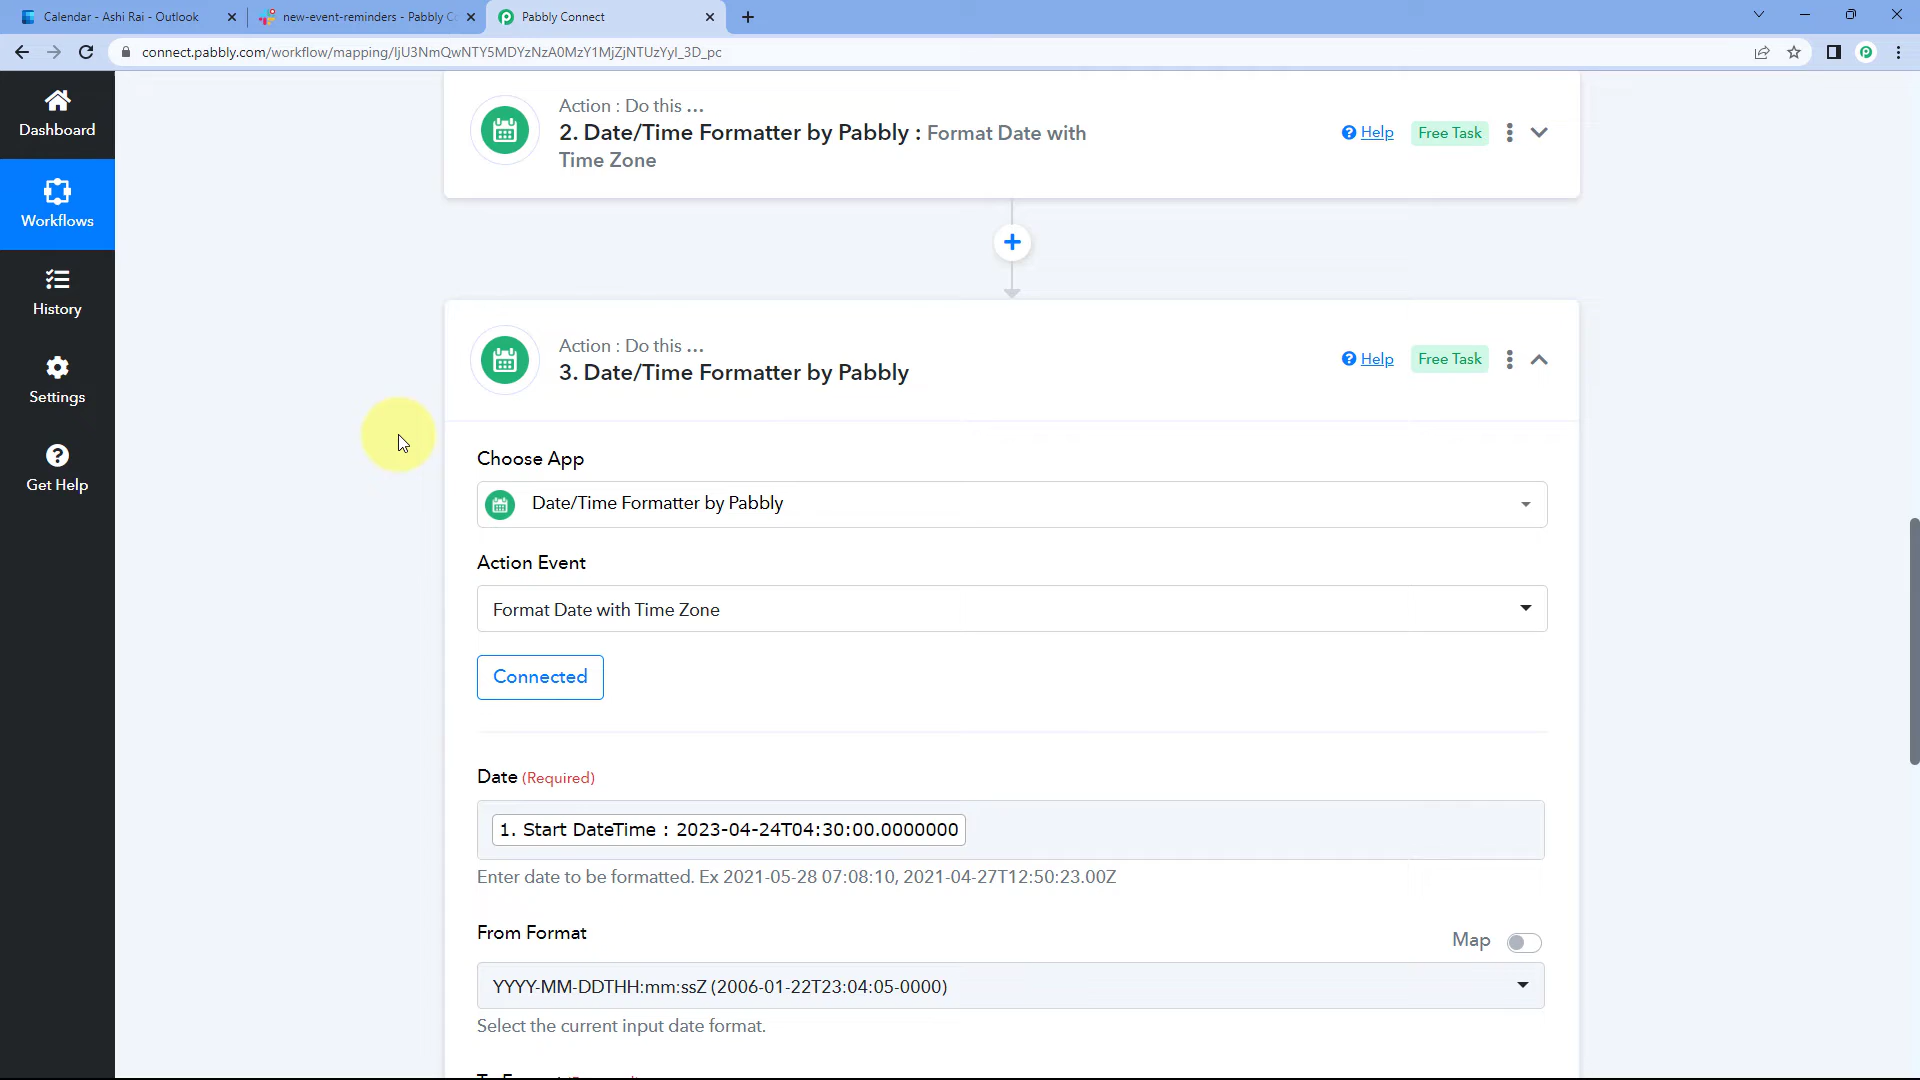 Calendar - Ashi Rai - Outlook
new-event-reminders - Pabbly Co
Pabbly Connect
connect.pabbly.com/workflow/mapping/IjU3NmQwNTY5MDYzNzA0MzY1MjZjNTUzYyI_3D_pc
Dashboard
Workflows
History
Settings
Get Help
Action : Do this ...
2. Date/Time Formatter by Pabbly : Format Date with
Time Zone
Help
Free Task
Action : Do this ...
3. Date/Time Formatter by Pabbly
Help
Free Task
Choose App
Date/Time Formatter by Pabbly
Action Event
Format Date with Time Zone
Connected
Date (Required)
1. Start DateTime : 2023-04-24T04:30:00.0000000
Enter date to be formatted. Ex 2021-05-28 07:08:10, 2021-04-27T12:50:23.00Z
From Format
Map
YYYY-MM-DDTHH:mm:ssZ (2006-01-22T23:04:05-0000)
Select the current input date format.